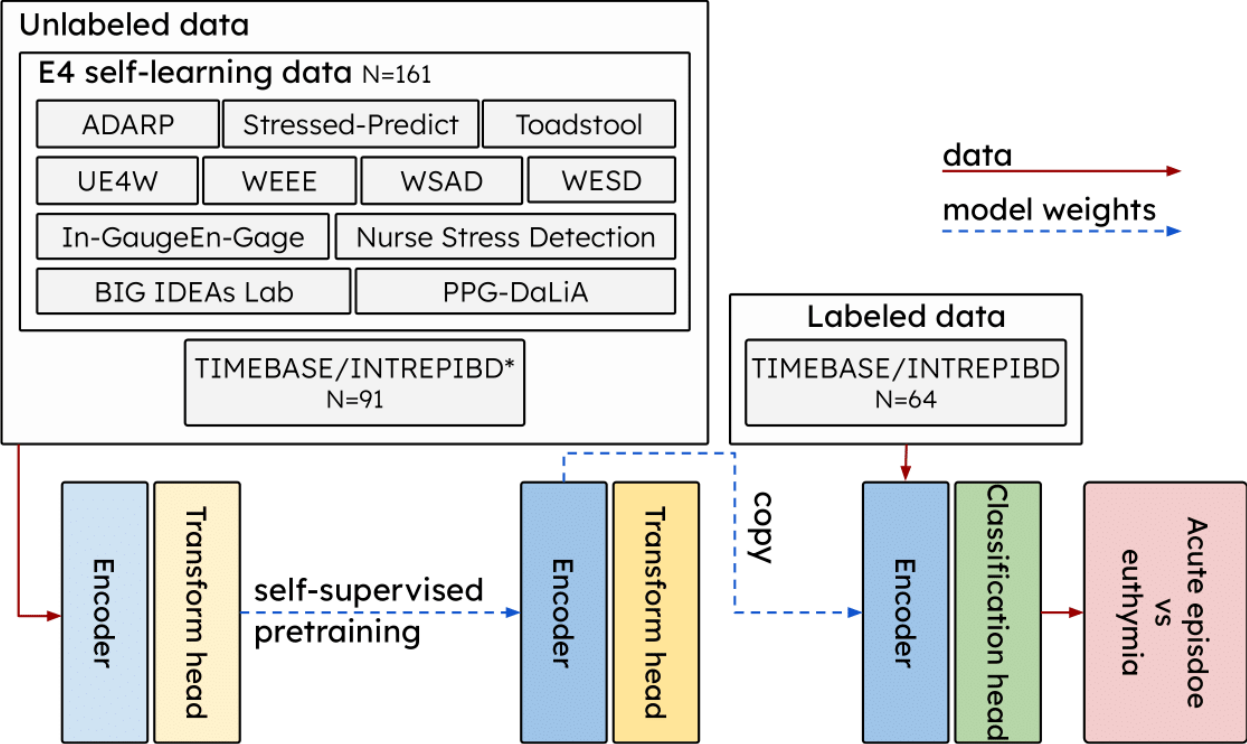 Unlabeled data
E4 self-learning data N=161
ADARP
Stressed-Predict
Toadstool
UE4W
WEEE
WSAD
WESD
In-GaugeEn-Gage
Nurse Stress Detection
BIG IDEAs Lab
PPG-DaLiA
TIMEBASE/INTREPIBD*
N=91
data
model weights
Labeled data
TIMEBASE/INTREPIBD
N=64
Encoder
Transform head
self-supervised
pretraining
Encoder
Transform head
copy
Encoder
Classification head
Acute episdoe
vs
euthymia